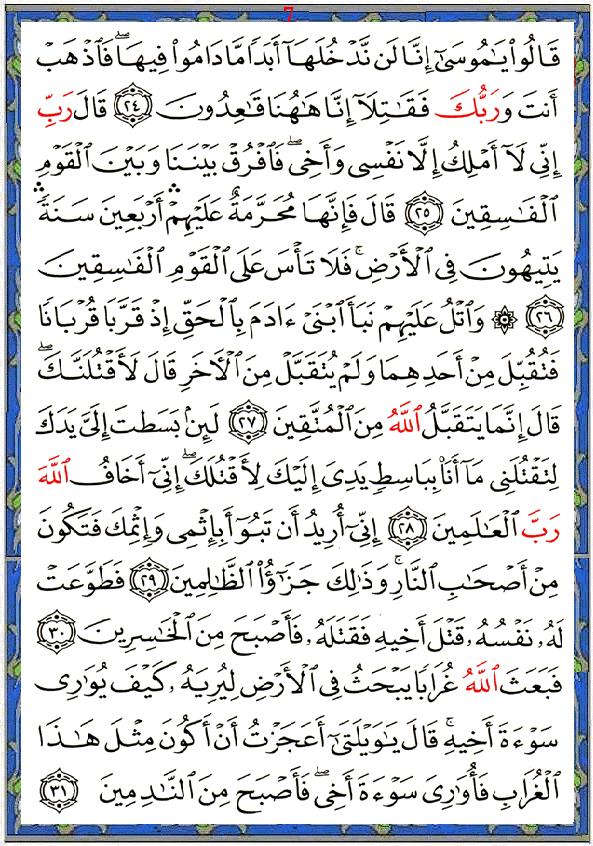 7
قَالُوا۟ يَـٰمُوسَىٰٓ إِنَّا لَن نَّدْخُلَهَآ أَبَدًا مَّا دَامُوا۟ فِيهَا ۖ فَٱذْهَبْ
أَنتَ وَرَبُّكَ فَقَـٰتِلَآ إِنَّا هَـٰهُنَا قَـٰعِدُونَ ٢٤ قَالَ رَبِّ
إِنِّى لَآ أَمْلِكُ إِلَّا نَفْسِى وَأَخِى ۖ فَٱفْرُقْ بَيْنَنَا وَبَيْنَ ٱلْقَوْمِ
ٱلْفَـٰسِقِينَ ٢٥ قَالَ فَإِنَّهَا مُحَرَّمَةٌ عَلَيْهِمْ ۛ أَرْبَعِينَ سَنَةً ۛ
يَتِيهُونَ فِى ٱلْأَرْضِ ۚ فَلَا تَأْسَ عَلَى ٱلْقَوْمِ ٱلْفَـٰسِقِينَ
٢٦ ۞ وَٱتْلُ عَلَيْهِمْ نَبَأَ ٱبْنَىْ ءَادَمَ بِٱلْحَقِّ إِذْ قَرَّبَا قُرْبَانًا
فَتُقُبِّلَ مِنْ أَحَدِهِمَا وَلَمْ يُتَقَبَّلْ مِنَ ٱلْـَٔاخَرِ قَالَ لَأَقْتُلَنَّكَ ۖ
قَالَ إِنَّمَا يَتَقَبَّلُ ٱللَّهُ مِنَ ٱلْمُتَّقِينَ ٢٧ لَئِنۢ بَسَطتَ إِلَىَّ يَدَكَ
لِتَقْتُلَنِى مَآ أَنَا۠ بِبَاسِطٍ يَدِىَ إِلَيْكَ لِأَقْتُلَكَ ۖ إِنِّىٓ أَخَافُ ٱللَّهَ
رَبَّ ٱلْعَـٰلَمِينَ ٢٨ إِنِّىٓ أُرِيدُ أَن تَبُوٓأَ بِإِثْمِى وَإِثْمِكَ فَتَكُونَ
مِنْ أَصْحَـٰبِ ٱلنَّارِ ۚ وَذَٰلِكَ جَزَٰٓؤُا۟ ٱلظَّـٰلِمِينَ ٢٩ فَطَوَّعَتْ
لَهُۥ نَفْسُهُۥ قَتْلَ أَخِيهِ فَقَتَلَهُۥ فَأَصْبَحَ مِنَ ٱلْخَـٰسِرِينَ ٣٠
فَبَعَثَ ٱللَّهُ غُرَابًا يَبْحَثُ فِى ٱلْأَرْضِ لِيُرِيَهُۥ كَيْفَ يُوَٰرِى
سَوْءَةَ أَخِيهِ ۚ قَالَ يَـٰوَيْلَتَىٰٓ أَعَجَزْتُ أَنْ أَكُونَ مِثْلَ هَـٰذَا
ٱلْغُرَابِ فَأُوَٰرِىَ سَوْءَةَ أَخِى ۖ فَأَصْبَحَ مِنَ ٱلنَّـٰدِمِينَ ٣١